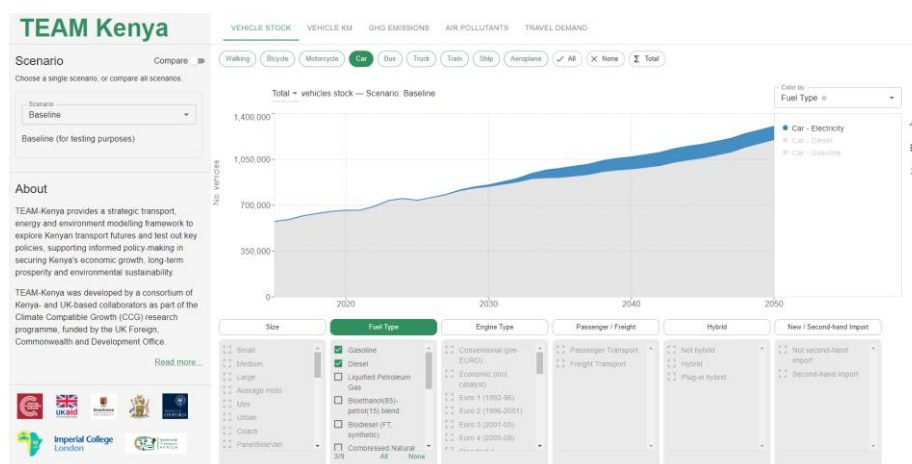 TEAM Kenya
Scenario
Compare
Choose a single scenario, or compare all scenarios.
Scenario
Baseline
Baseline (for testing purposes)
About
TEAM-Kenya provides a strategic transport,
energy and environment modelling framework to
explore Kenyan transport futures and test out key
policies, supporting informed policy-making in
securing Kenya's economic growth, long-term
prosperity and environmental sustainability.
TEAM-Kenya was developed by a consortium of
Kenya- and UK-based collaborators as part of the
Climate Compatible Growth (CCG) research
programme, funded by the UK Foreign,
Commonwealth and Development Office.
Read more...
ukaid
Imperial College
London
VEHICLE STOCK
VEHICLE KM
GHG EMISSIONS
AIR POLLUTANTS
TRAVEL DEMAND
Walking
Bicycle
Motorcycle
Car
Bus
Truck
Train
Ship
Aeroplane
All
None
Σ Total
Total vehicles stock — Scenario: Baseline
Color by
Fuel Type
Car - Electricity
Car - Diesel
Car - Gasoline
No. vehicles
1,400,000
1,050,000
700,000
350,000
0
2020
2030
2040
2050
Size
Small
Medium
Large
Average moto
Mini
Urban
Coach
PanelSideVan
Fuel Type
Gasoline
Diesel
Liquified Petroleum
Gas
Bioethanol(85)-
petrol(15) blend
Biodiesel (FT,
synthetic)
Compressed Natural
3/9
All
None
Engine Type
Conventional (pre-
EURO)
Economic (incl.
catalyst)
Euro 1 (1992-96)
Euro 2 (1996-2001)
Euro 3 (2001-05)
Euro 4 (2005-09)
Passenger / Freight
Passenger Transport
Freight Transport
Hybrid
Not hybrid
Hybrid
Plug-in hybrid
New / Second-hand Import
Not second-hand
import
Second-hand import